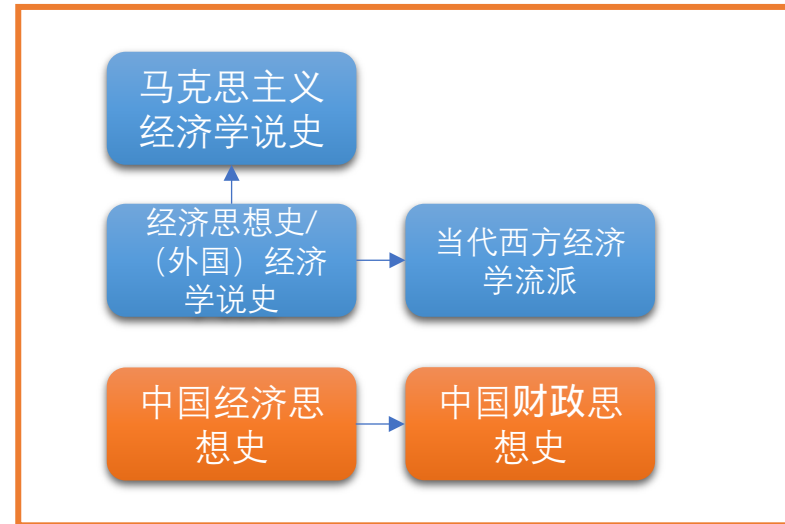 马克思主义
经济学说史
经济思想史/
（外国）经济
学说史
当代西方经济
学流派
中国经济思
想史
中国财政思
想史